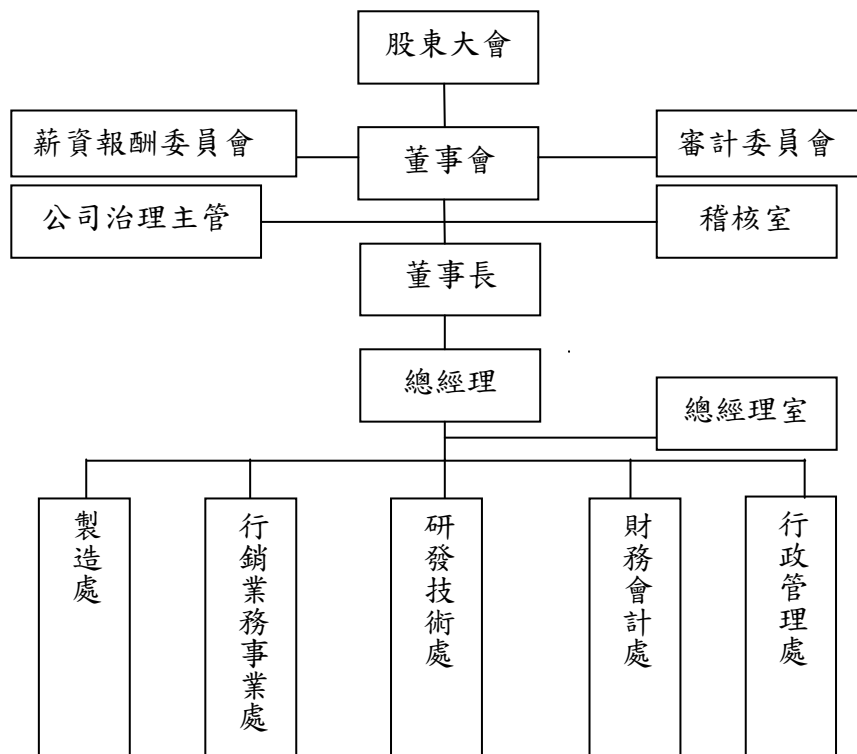 股東大會
薪資報酬委員會
董事會
審計委員會
公司治理主管
稽核室
董事長
總經理
總經理室
製造處
行銷業務事業處
研發技術處
財務會計處
行政管理處